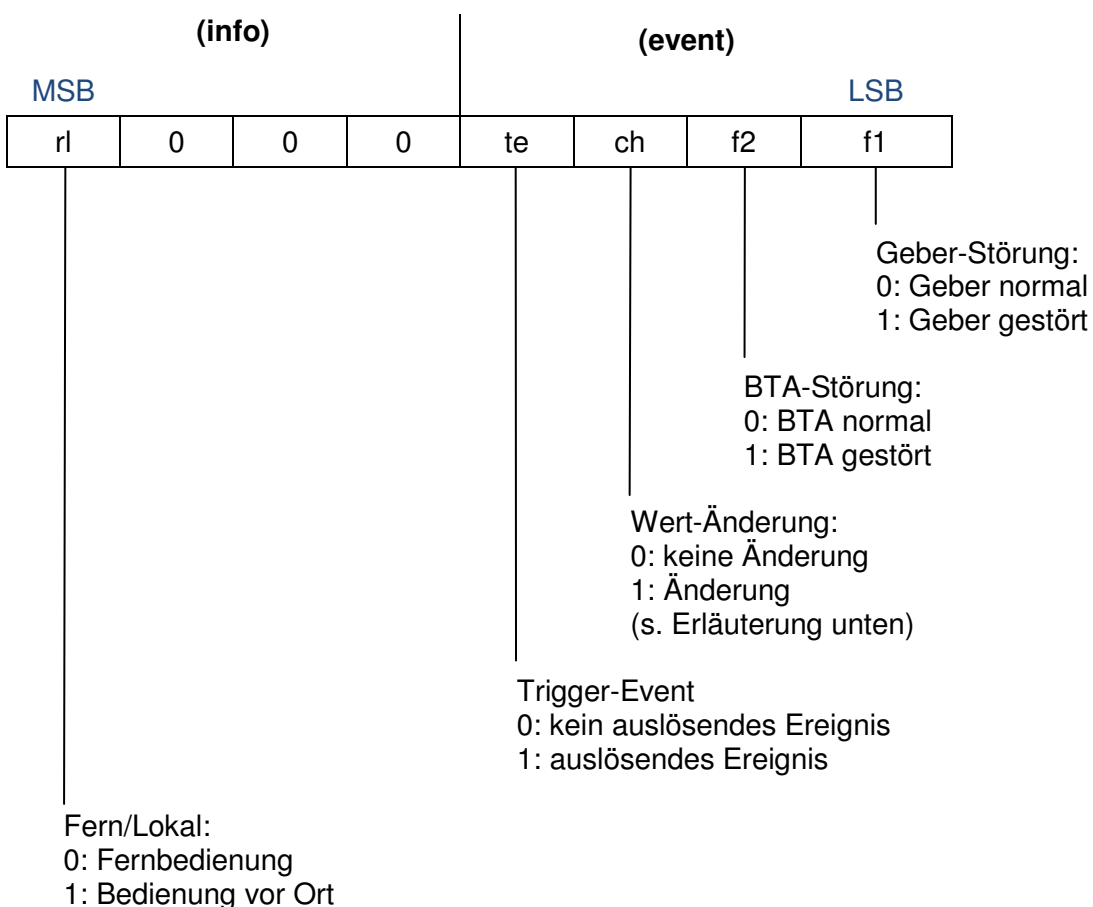 (info)
(event)
MSB
LSB
rl 0 0 0 te ch f2 f1
Geber-Störung:
0: Geber normal
1: Geber gestört
BTA-Störung:
0: BTA normal
1: BTA gestört
Wert-Änderung:
0: keine Änderung
1: Änderung
(s. Erläuterung unten)
Trigger-Event
0: kein auslösendes Ereignis
1: auslösendes Ereignis
Fern/Lokal:
0: Fernbedienung
1: Bedienung vor Ort